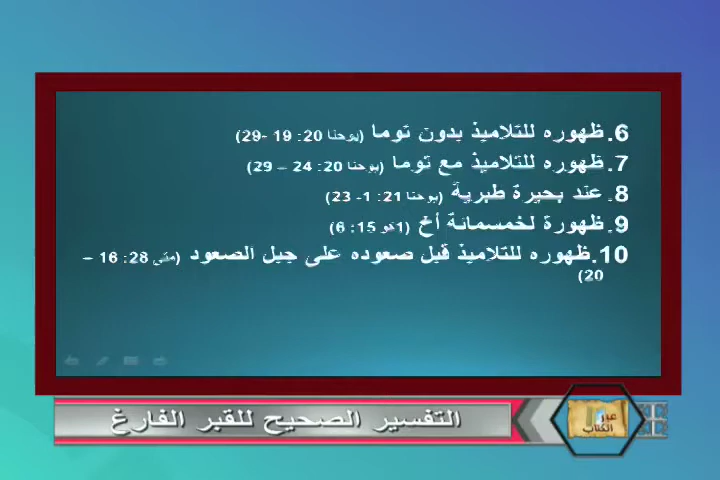 6. ظهوره للتلاميذ بدون توما (يوحنا 20: 19 -29)
7. ظهوره للتلاميذ مع توما (يوحنا 20: 24 – 29)
8. عند بحيرة طبرية (يوحنا 21: 1- 23)
9. ظهورة لخمسمائة أخ (1كو 15: 6)
10. ظهوره للتلاميذ قبل صعوده على جبل الصعود (متى 28: 16 –
20)
التفسير الصحيح للقبر الفارغ
عبر
الكتاب